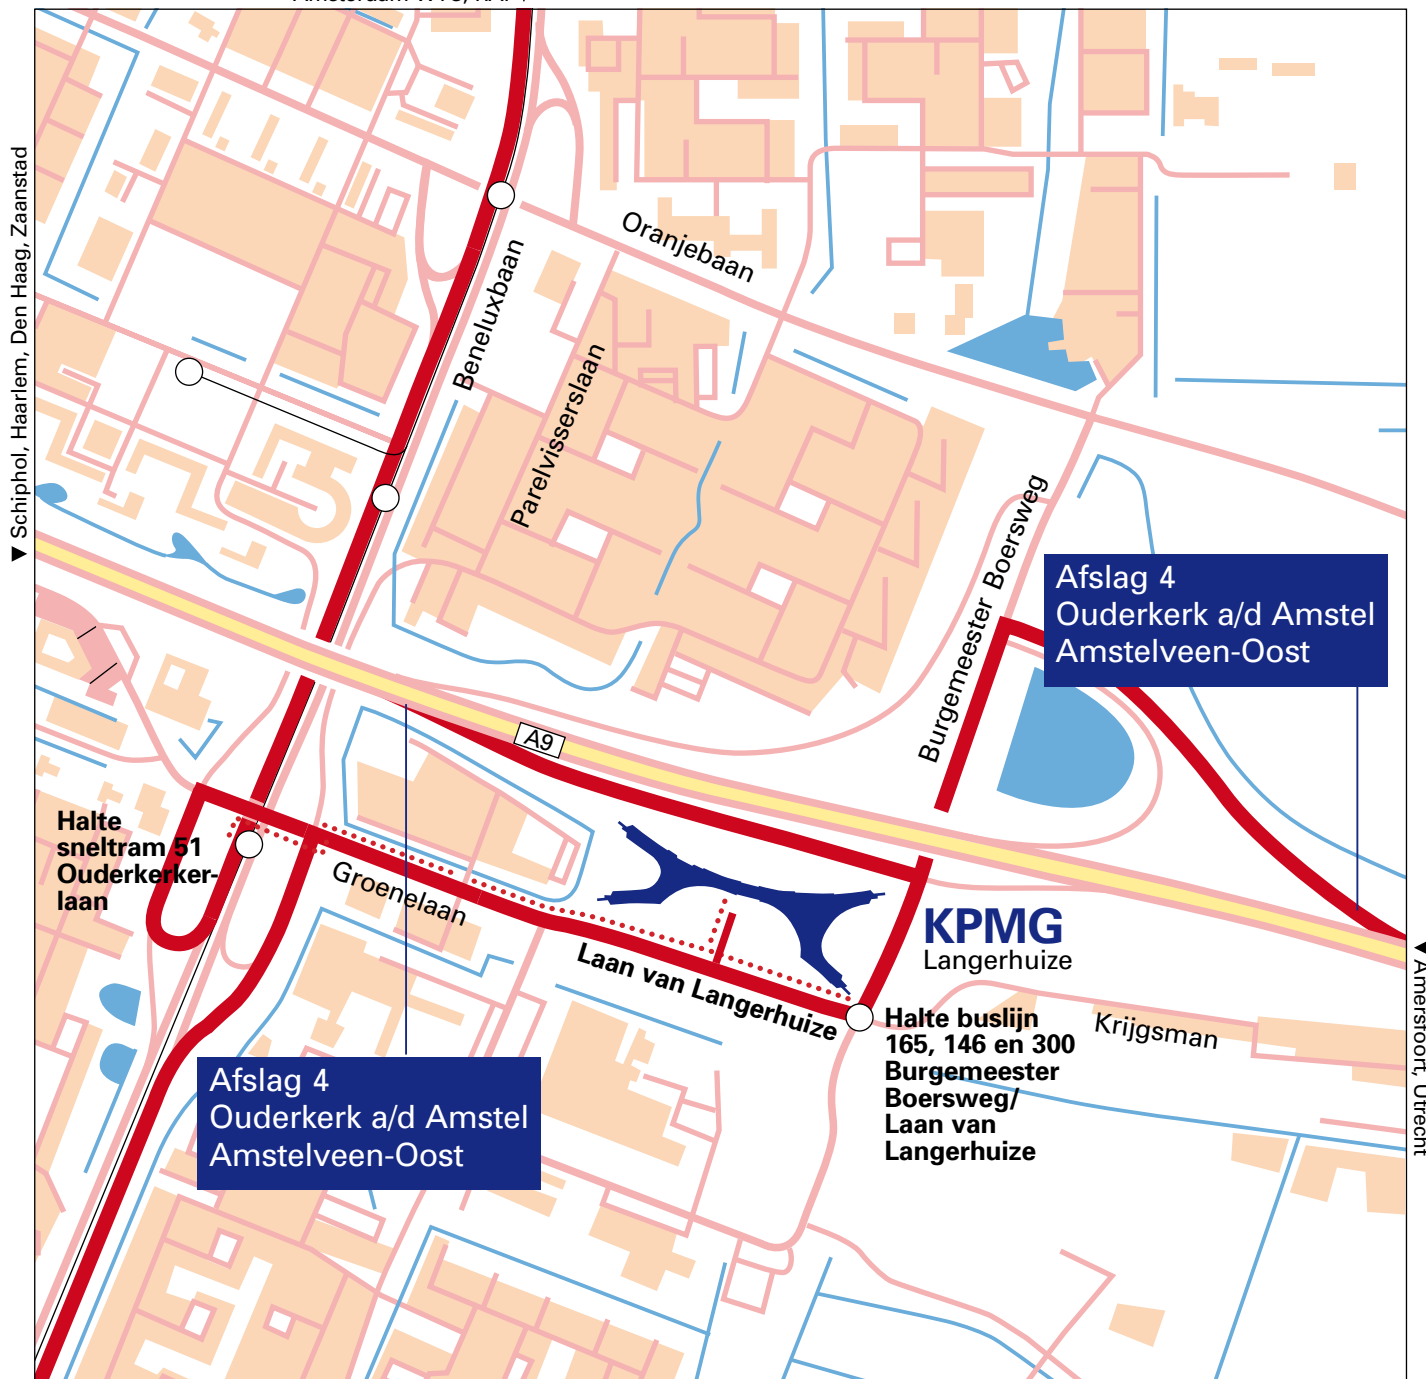 Schiphol, Haarlem, Den Haag, Zaanstad
Oranjebaan
Beneluxbaan
Parelvisserslaan
Burgemeester Boersweg
Afslag 4
Ouderkerk a/d Amstel
Amstelveen-Oost
A9
Halte
sneltram 51
Ouderkerker-
laan
Groenelaan
KPMG
Langerhuize
Laan van Langerhuize
Halte buslijn
165, 146 en 300
Burgemeester
Boersweg/
Laan van
Langerhuize
Krijgsman
Amersfoort, Utrecht
Afslag 4
Ouderkerk a/d Amstel
Amstelveen-Oost